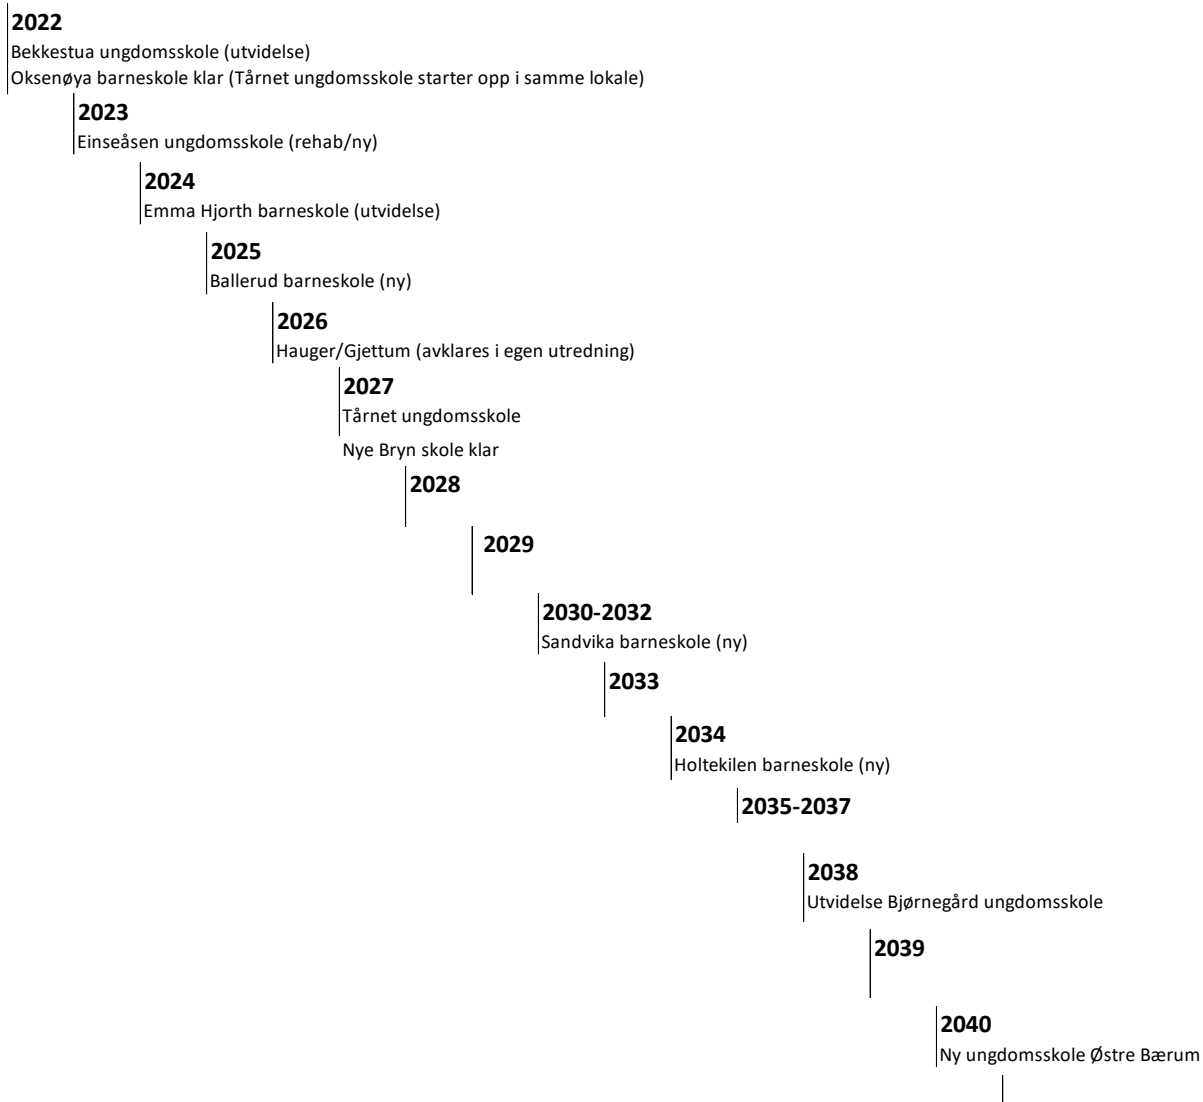 2022
Bekkestua ungdomsskole (utvidelse)
Oksenøya barneskole klar (Tårnet ungdomsskole starter opp i samme lokale)
2023
Einseåsen ungdomsskole (rehab/ny)
2024
Emma Hjorth barneskole (utvidelse)
2025
Ballerud barneskole (ny)
2026
Hauger/Gjettum (avklares i egen utredning)
2027
Tårnet ungdomsskole
Nye Bryn skole klar
2028
2029
2030-2032
Sandvika barneskole (ny)
2033
2034
Holtekilen barneskole (ny)
2035-2037
2038
Utvidelse Bjørnegård ungdomsskole
2039
2040
Ny ungdomsskole Østre Bærum